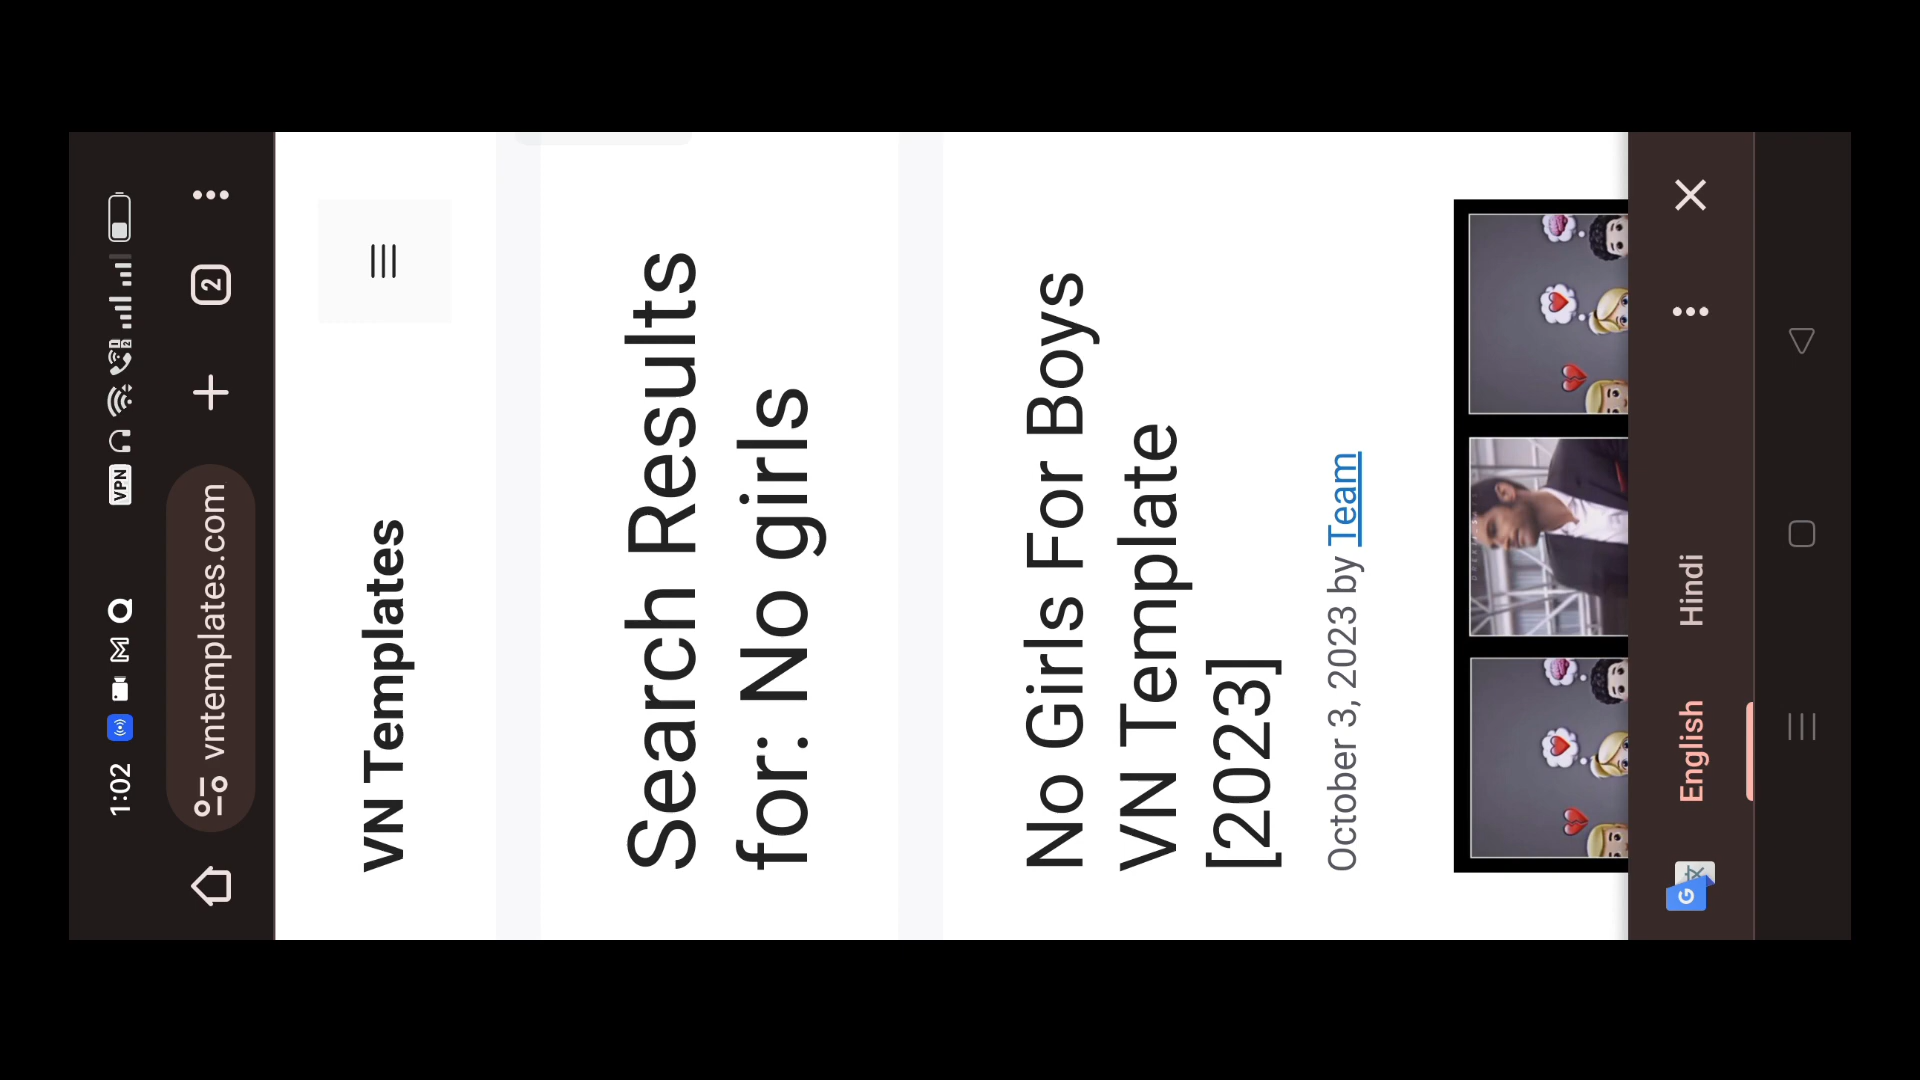 1:02
VPN
vntemplates.com
2
VN Templates
Search Results
for: No girls
No Girls For Boys
VN Template
[2023]
October 3, 2023 by Team
English Hindi